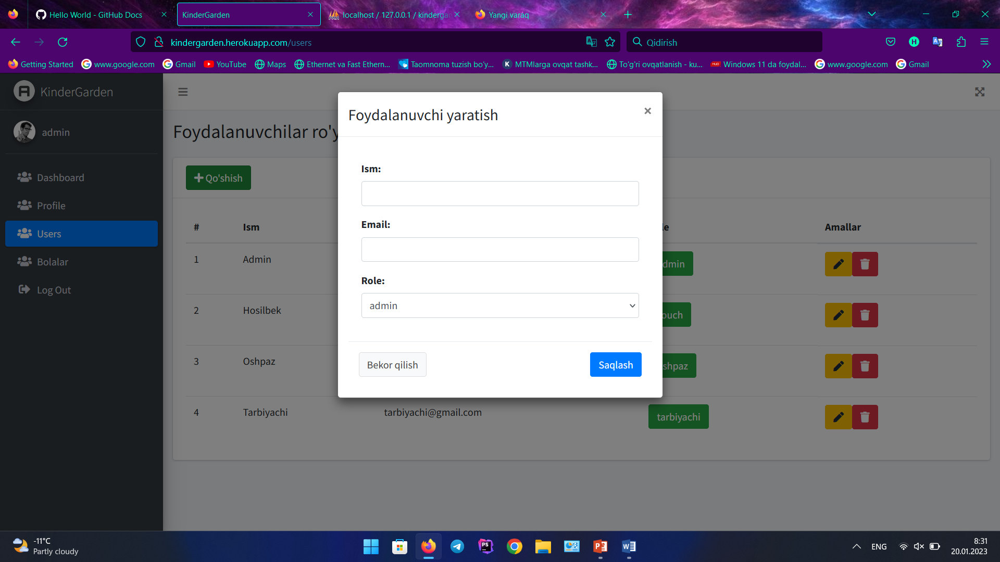 Hello World - GitHub Docs
KinderGarden
localhost / 127.0.0.1 / kinderga
Yangi varaq
kindergarden.herokuapp.com/users
Qidirish
Getting Started
www.google.com
Gmail
YouTube
Maps
Ethernet va Fast Ethern...
Taomnoma tuzish bo'y...
MTMlarga ovqat tashk...
To'g'ri ovqatlanish - ku...
Windows 11 da foydal...
www.google.com
Gmail
KinderGarden
admin
Dashboard
Profile
Users
Bolalar
Log Out
Foydalanuvchilar ro'y
Qo'shish
# Ism le Amallar
1 Admin dmin
2 Hosilbek ouch
3 Oshpaz shpaz
4 Tarbiyachi tarbiyachi@gmail.com tarbiyachi
Foydalanuvchi yaratish ×
Ism:
Email:
Role:
admin
Bekor qilish
Saqlash
-11°C
Partly cloudy
ENG
8:31
20.01.2023